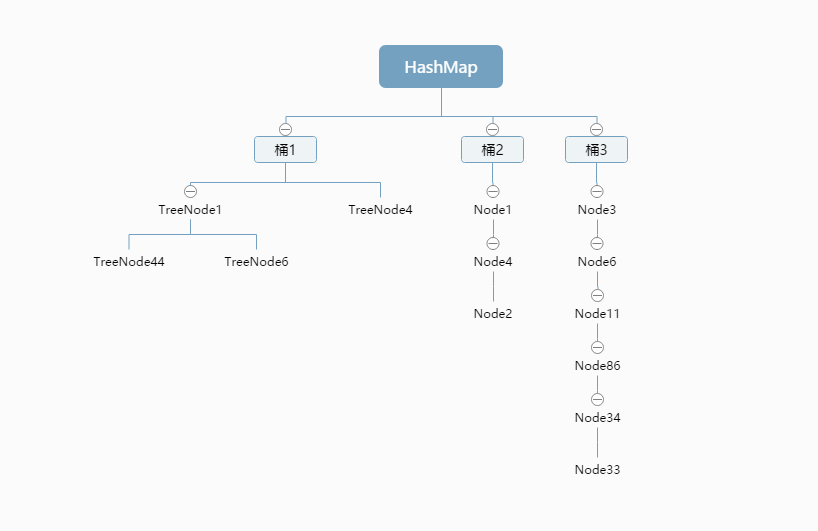 HashMap
桶1
桶2
桶3
TreeNode1
TreeNode4
Node1
Node3
TreeNode44
TreeNode6
Node4
Node6
Node2
Node11
Node86
Node34
Node33